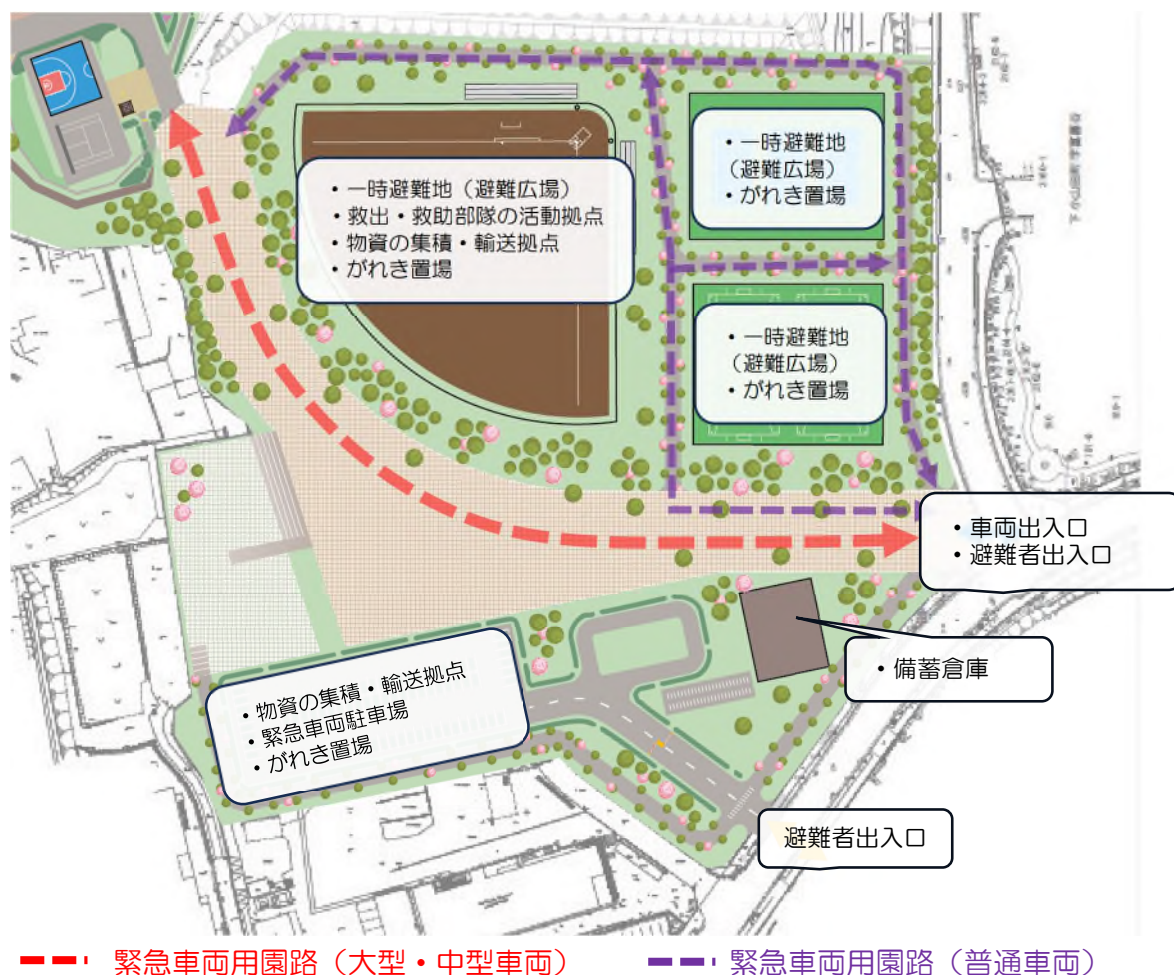 ・一時避難地（避難広場）
・救出・救助部隊の活動拠点
・物資の集積・輸送拠点
・がれき置場
・一時避難地
（避難広場）
・がれき置場
・一時避難地
（避難広場）
・がれき置場
・車両出入口
・避難者出入口
・備蓄倉庫
・物資の集積・輸送拠点
・緊急車両駐車場
・がれき置場
避難者出入口
緊急車両用園路（大型・中型車両）
緊急車両用園路（普通車両）